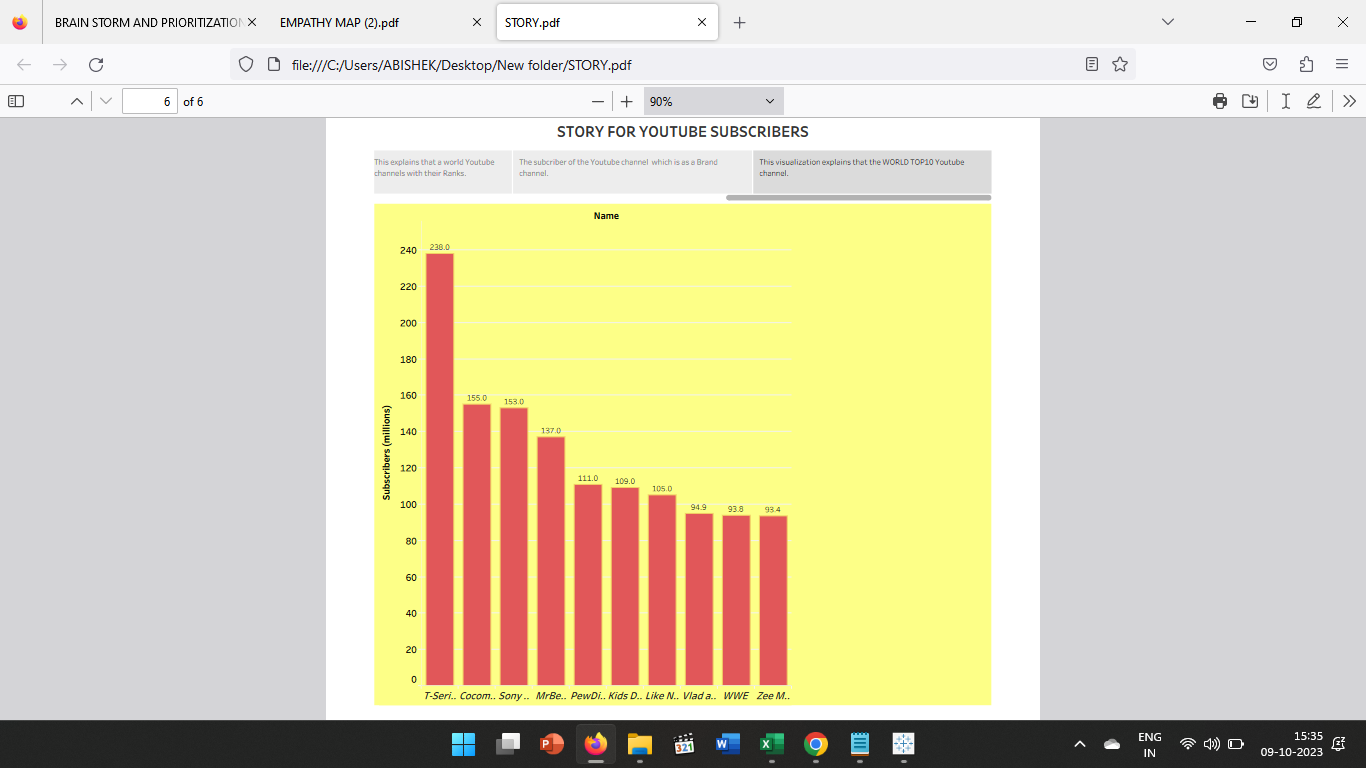 BRAIN STORM AND PRIORITIZATION
EMPATHY MAP (2).pdf
STORY.pdf
file:///C:/Users/ABISHEK/Desktop/New folder/STORY.pdf
6 of 6
90%
STORY FOR YOUTUBE SUBSCRIBERS
This explains that a world Youtube
channels with their Ranks.
The subcriber of the Youtube channel which is as a Brand
channel.
This visualization explains that the WORLD TOP10 Youtube
channel.
Name
Subscribers (millions)
240
220
200
180
160
140
120
100
80
60
40
20
0
238.0
155.0
153.0
137.0
111.0
109.0
105.0
94.9
93.8
93.4
T-Seri.. Cocom.. Sony .. MrBe.. PewDi.. Kids D.. Like N.. Vlad a.. WWE Zee M..
321
ENG
IN
15:35
09-10-2023